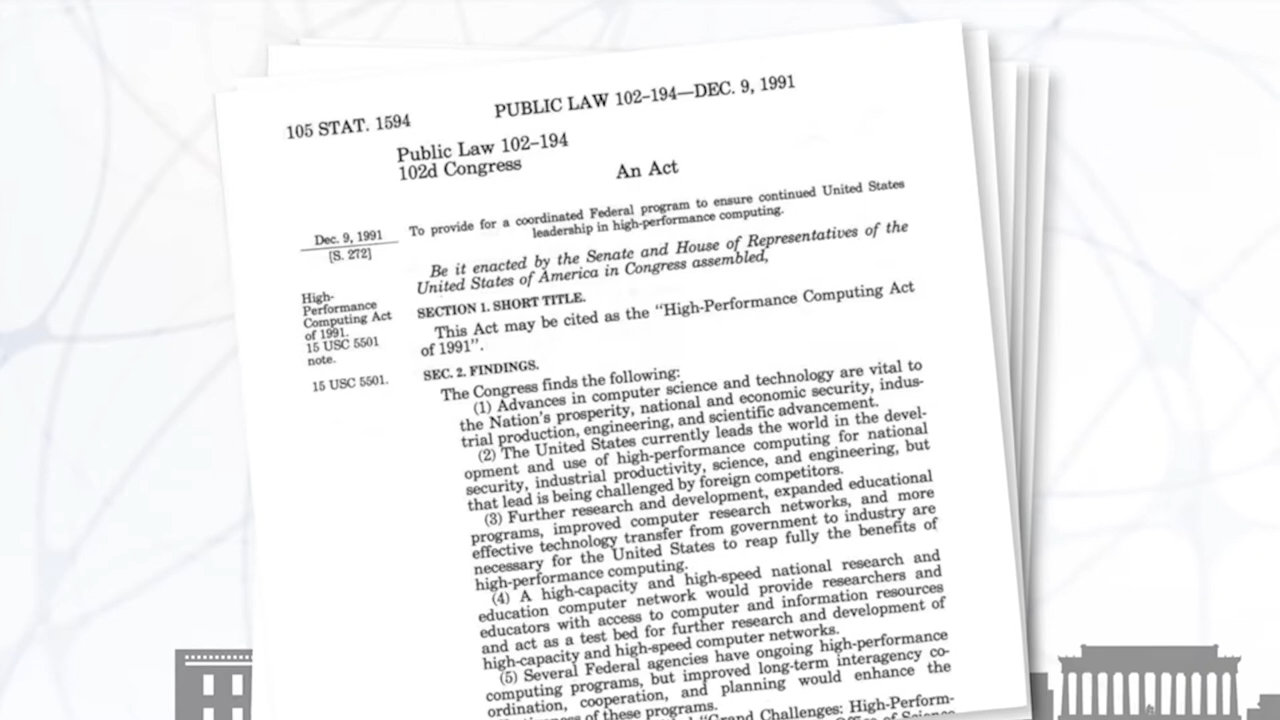 105 STAT. 1594
PUBLIC LAW 102–194—DEC. 9, 1991
Public Law 102–194
102d Congress
An Act
Dec. 9, 1991
[S. 272]
To provide for a coordinated Federal program to ensure continued United States
leadership in high-performance computing.
Be it enacted by the Senate and House of Representatives of the
United States of America in Congress assembled,
High-
Performance
Computing Act
of 1991.
15 USC 5501
note.
SECTION 1. SHORT TITLE.
This Act may be cited as the “High-Performance Computing Act
of 1991”.
15 USC 5501.
SEC. 2. FINDINGS.
The Congress finds the following:
(1) Advances in computer science and technology are vital to
the Nation’s prosperity, national and economic security, indus-
trial production, engineering, and scientific advancement.
(2) The United States currently leads the world in the devel-
opment and use of high-performance computing for national
security, industrial productivity, science, and engineering, but
that lead is being challenged by foreign competitors.
(3) Further research and development, expanded educational
programs, improved computer research networks, and more
effective technology transfer from government to industry are
necessary for the United States to reap fully the benefits of
high-performance computing.
(4) A high-capacity and high-speed national research and
education computer network would provide researchers and
educators with access to computer and information resources
and act as a test bed for further research and development of
high-capacity and high-speed computer networks.
(5) Several Federal agencies have ongoing high-performance
computing programs, but improved long-term interagency co-
ordination, cooperation, and planning would enhance the
of these programs.
“Grand Challenges: High-Perform-